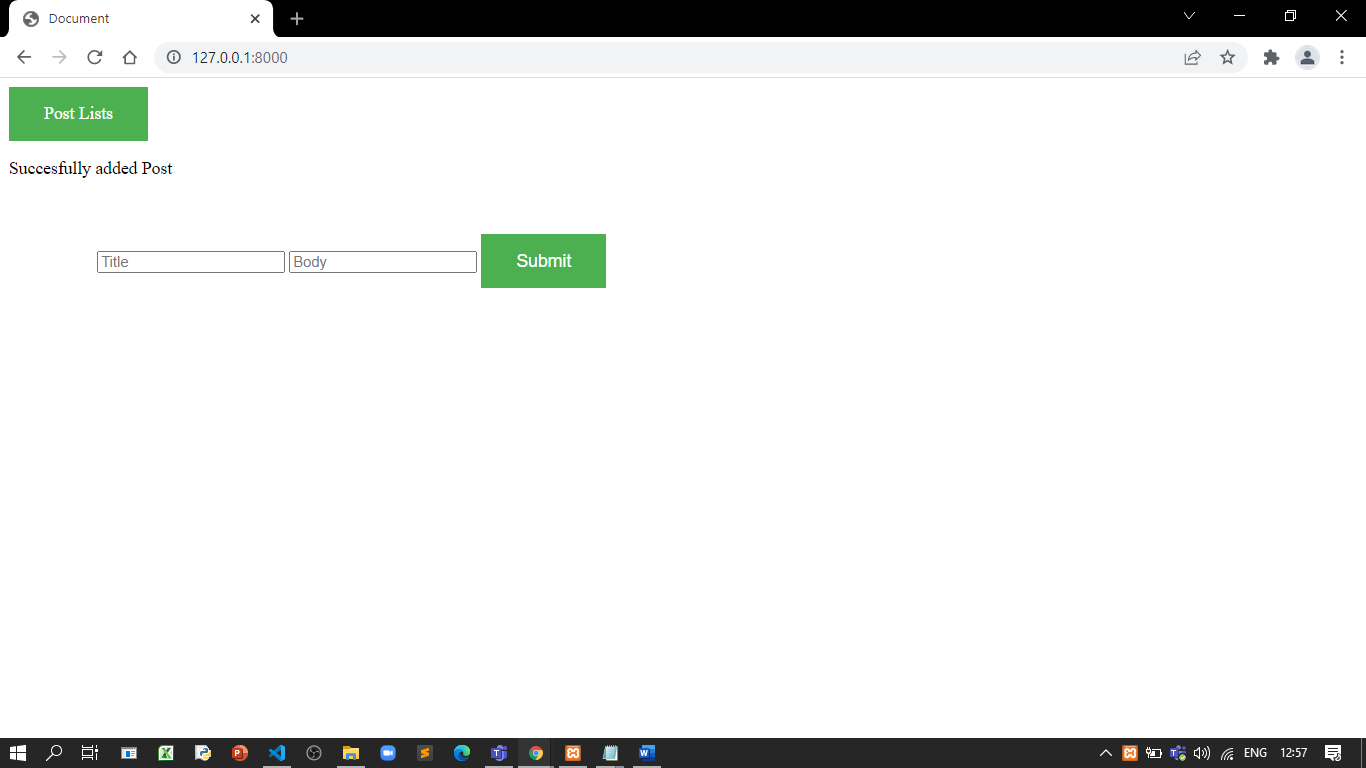 Document
127.0.0.1:8000
Post Lists
Succesfully added Post
Title Body Submit
ENG 12:57